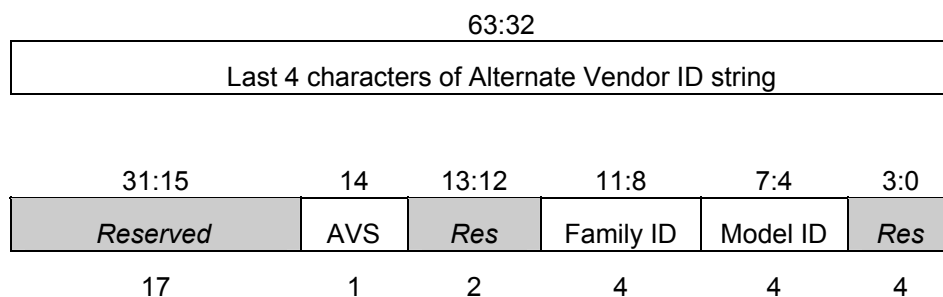 63:32
Last 4 characters of Alternate Vendor ID string
31:15 14 13:12 11:8 7:4 3:0
Reserved AVS Res Family ID Model ID Res
17 1 2 4 4 4